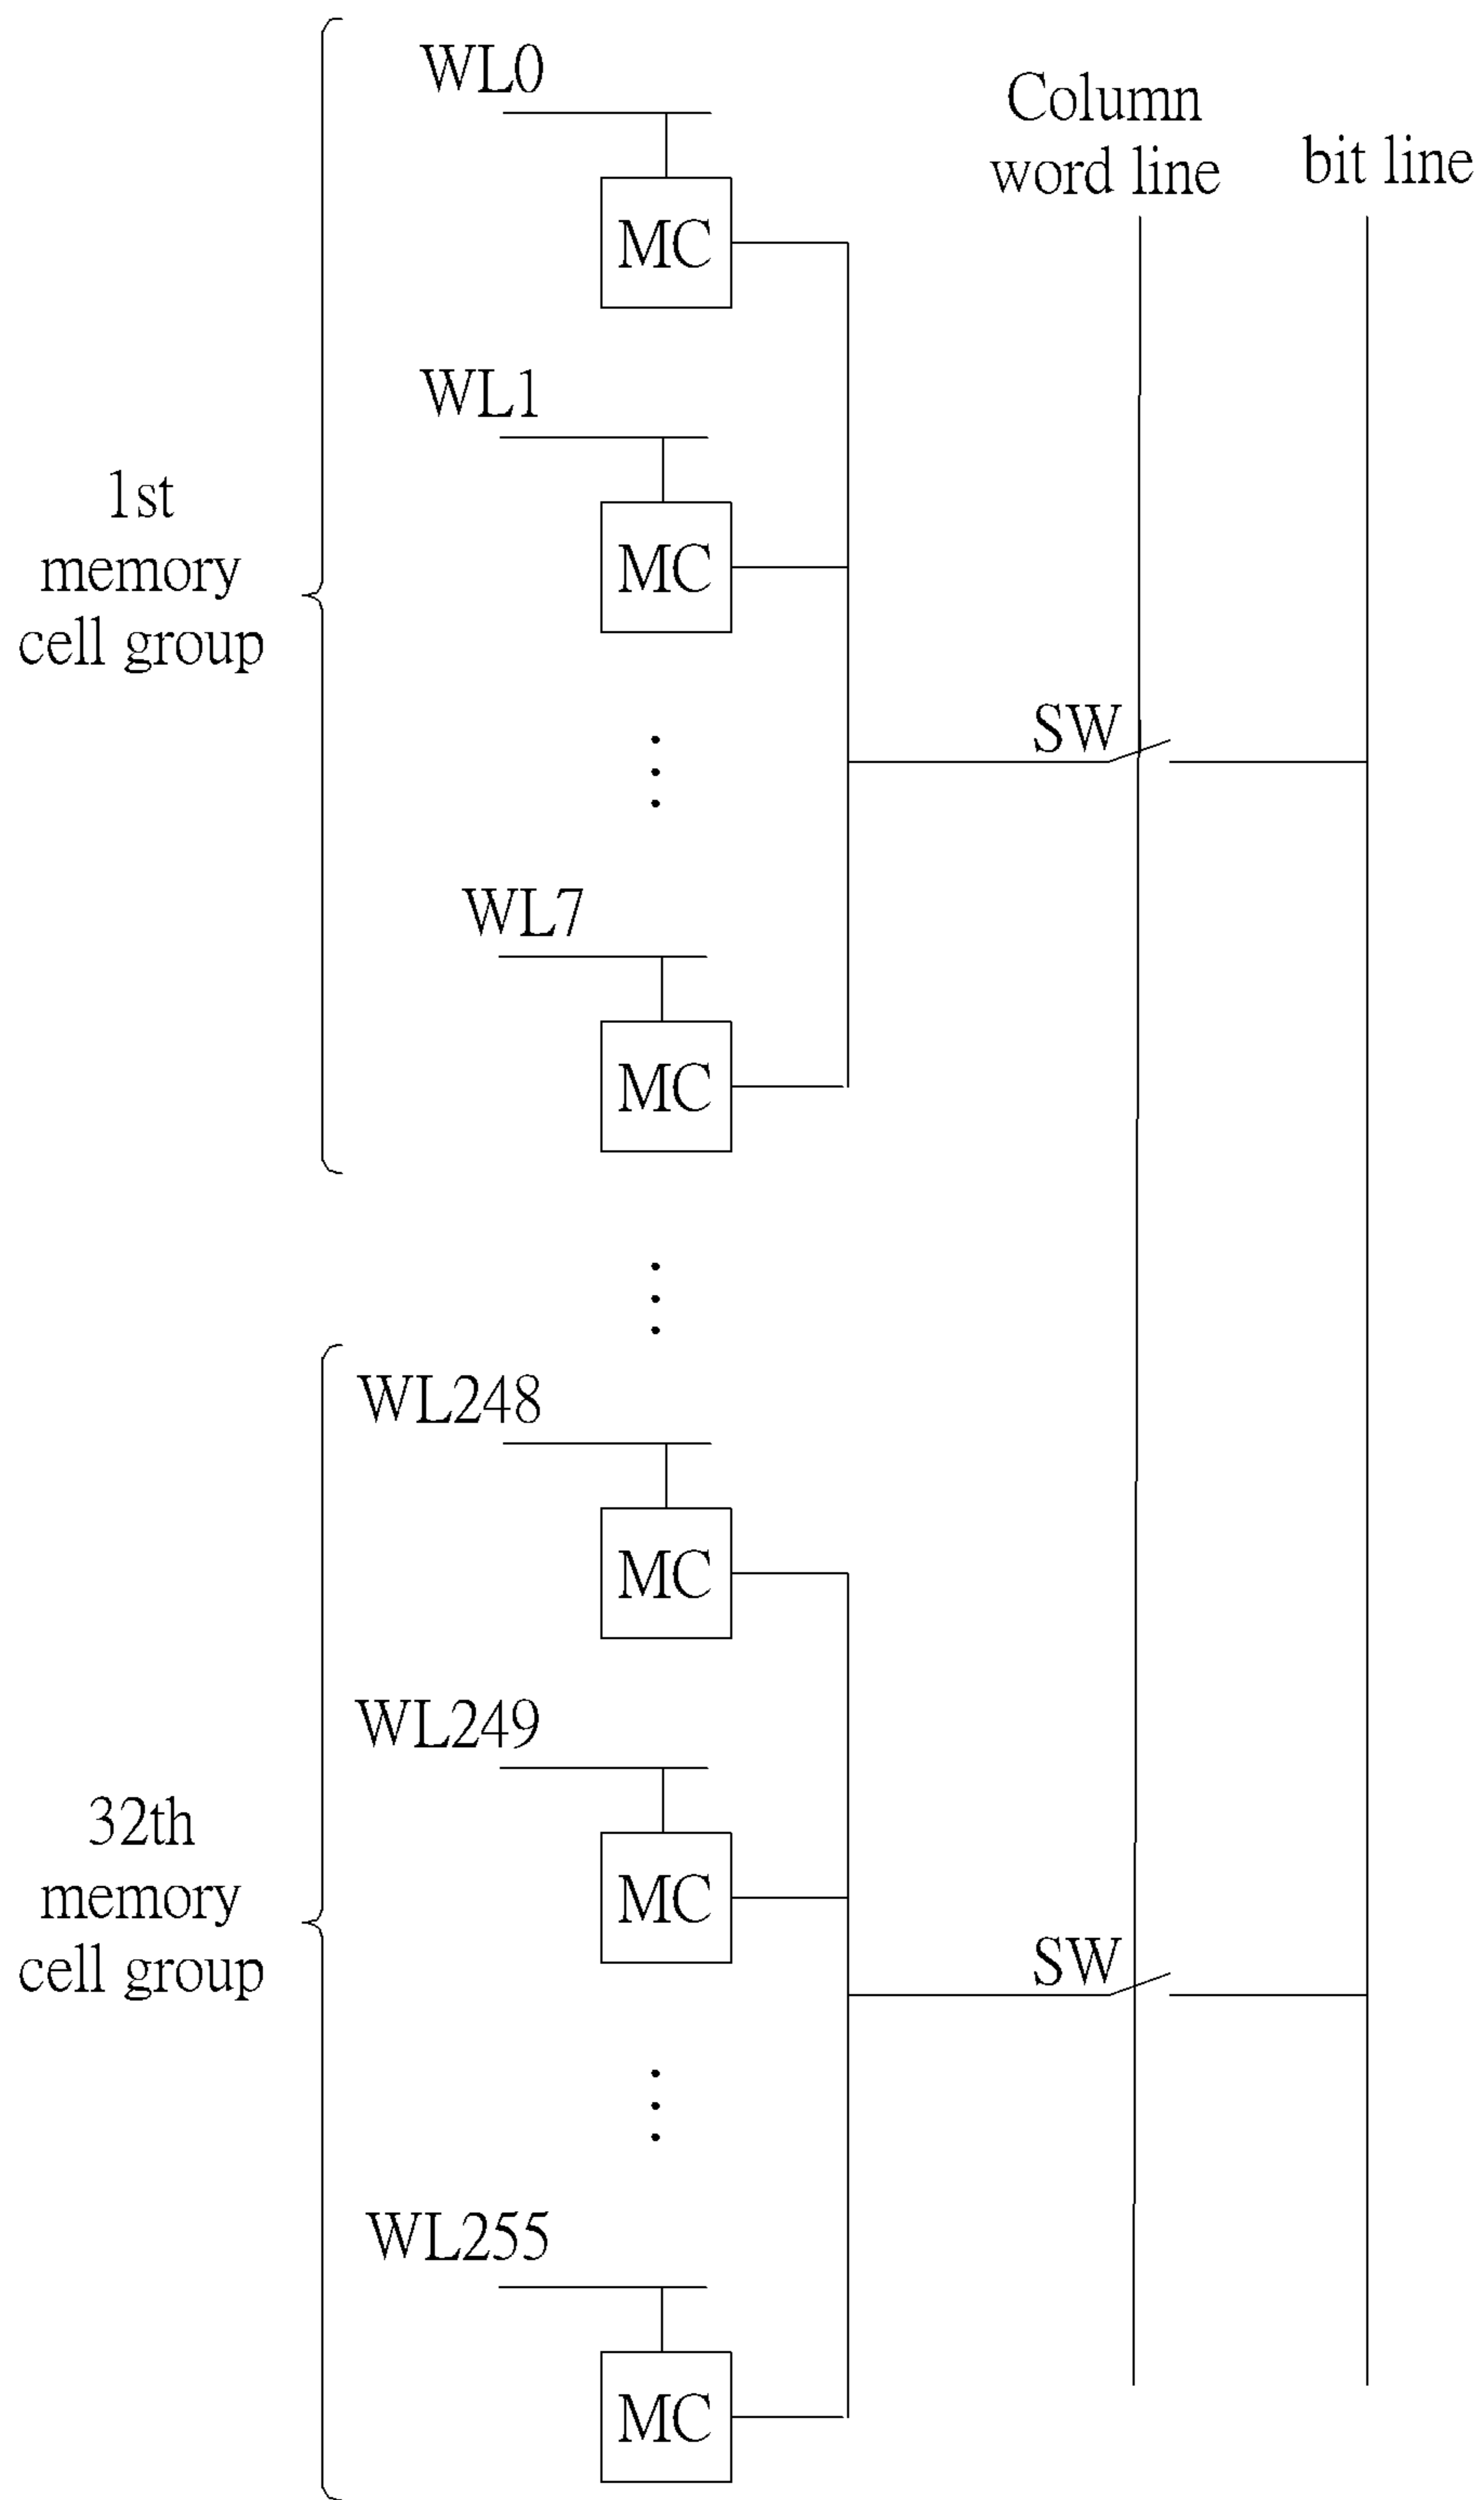 WL0
Column
word line
bit line
MC
WL1
1st
memory
cell group
MC
SW
WL7
MC
WL248
MC
WL249
32th
memory
cell group
MC
SW
WL255
MC